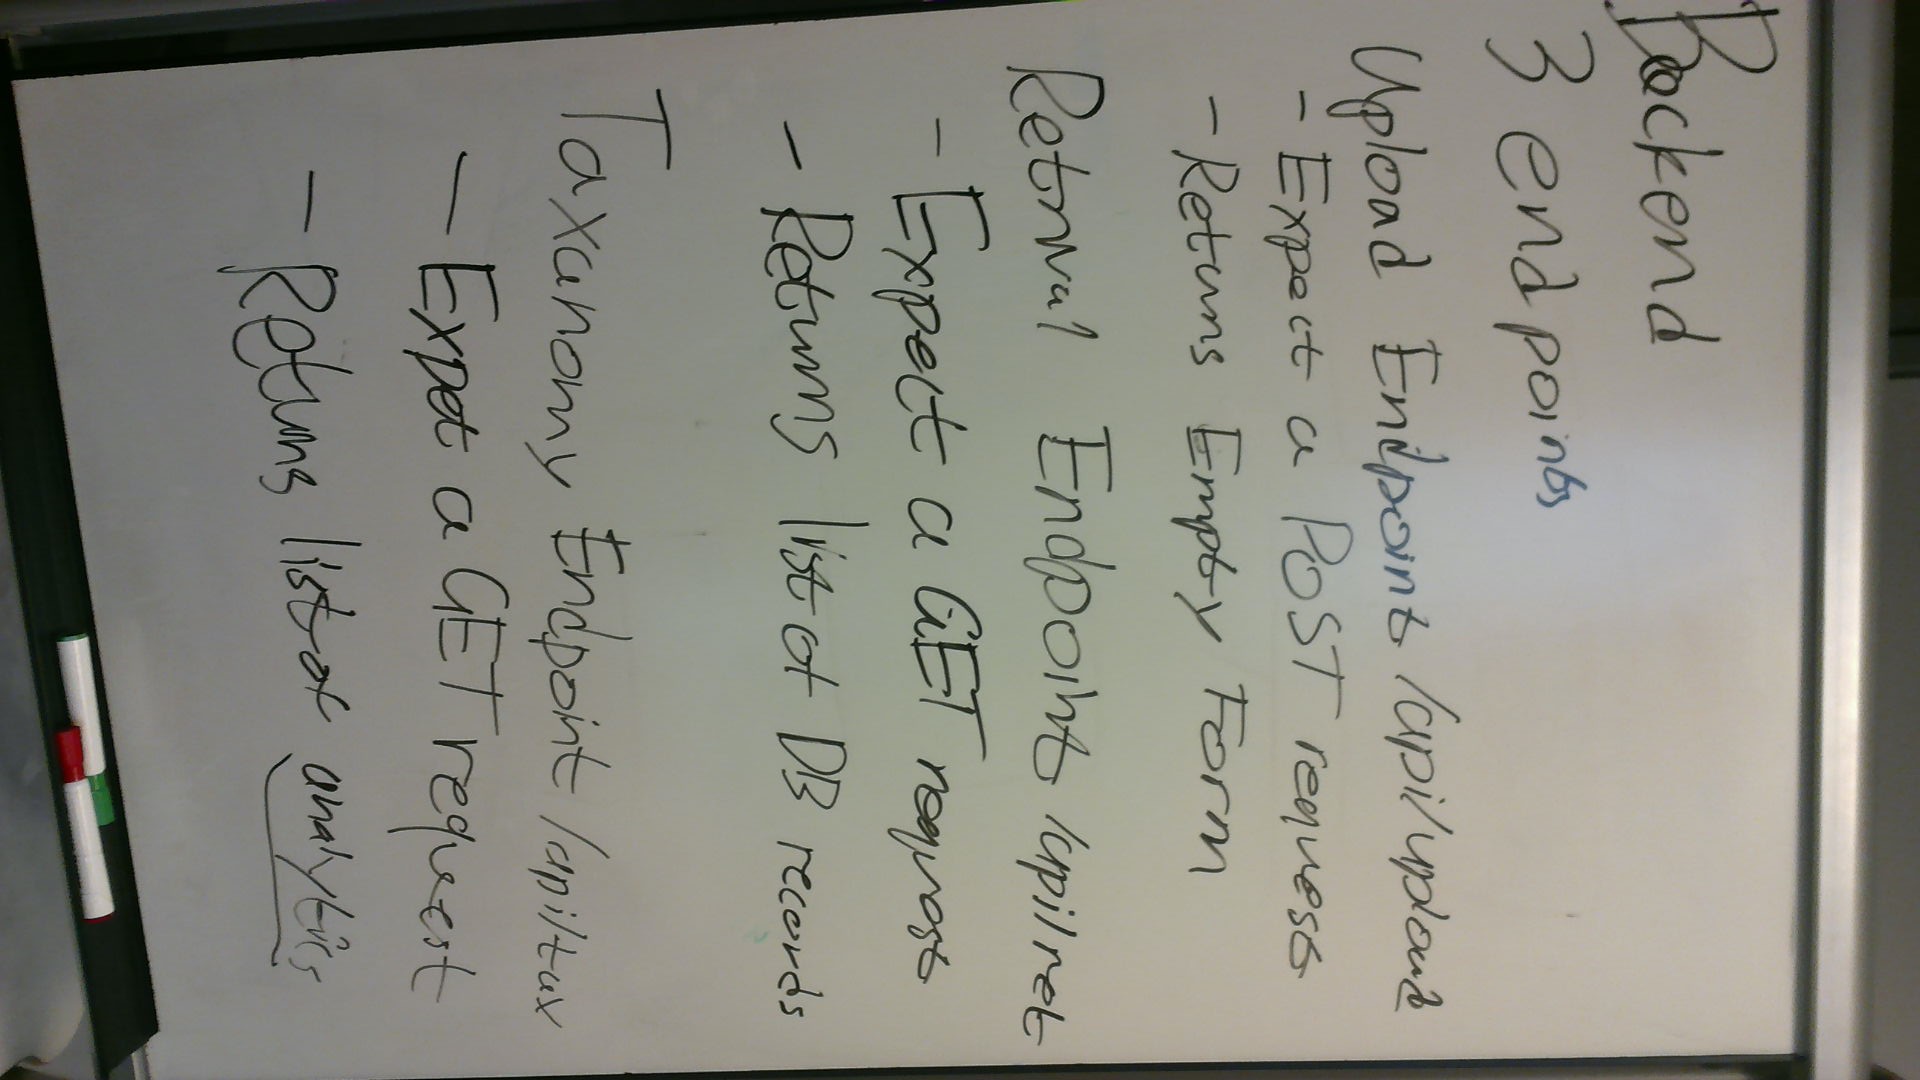 Backend
3 endpoints
Upload Endpoint /api/upload
- Expect a POST request
- Returns Empty Form
Retrival Endpoint /api/ret
- Expect a GET request
- Returns list of DB records
Taxanomy Endpoint /api/tax
- Expet a GET request
- Returns list of analytics